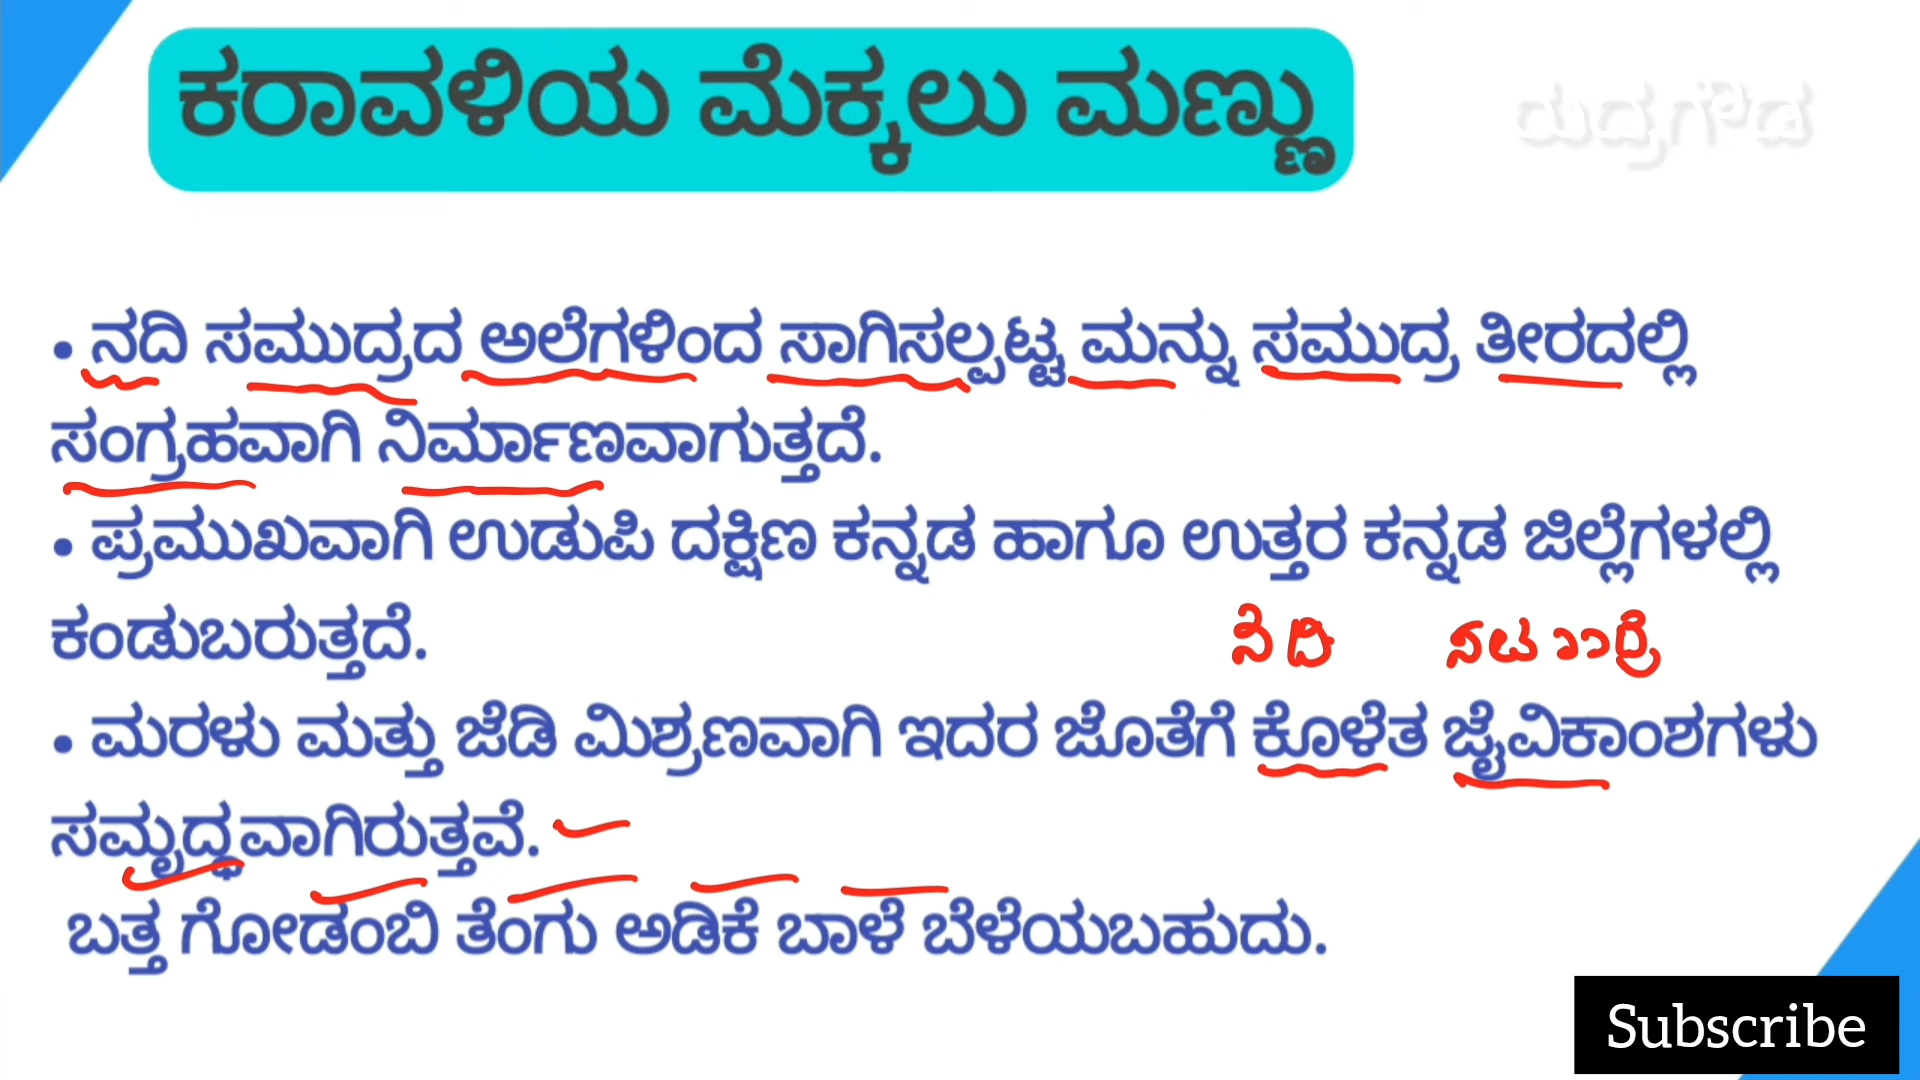 ಕರಾವಳಿಯ ಮೆಕ್ಕಲು ಮಣ್ಣು
ರುದ್ರಗೌಡ
• ನದಿ ಸಮುದ್ರದ ಅಲೆಗಳಿಂದ ಸಾಗಿಸಲ್ಪಟ್ಟ ಮನ್ನು ಸಮುದ್ರ ತೀರದಲ್ಲಿ
ಸಂಗ್ರಹವಾಗಿ ನಿರ್ಮಾಣವಾಗುತ್ತದೆ.
• ಪ್ರಮುಖವಾಗಿ ಉಡುಪಿ ದಕ್ಷಿಣ ಕನ್ನಡ ಹಾಗೂ ಉತ್ತರ ಕನ್ನಡ ಜಿಲ್ಲೆಗಳಲ್ಲಿ
ಕಂಡುಬರುತ್ತದೆ.
• ಮರಳು ಮತ್ತು ಜೆಡಿ ಮಿಶ್ರಣವಾಗಿ ಇದರ ಜೊತೆಗೆ ಕೊಳೆತ ಜೈವಿಕಾಂಶಗಳು
ಸಮೃದ್ಧವಾಗಿರುತ್ತವೆ.
ಬತ್ತ ಗೋಡಂಬಿ ತೆಂಗು ಅಡಿಕೆ ಬಾಳೆ ಬೆಳೆಯಬಹುದು.
Subscribe